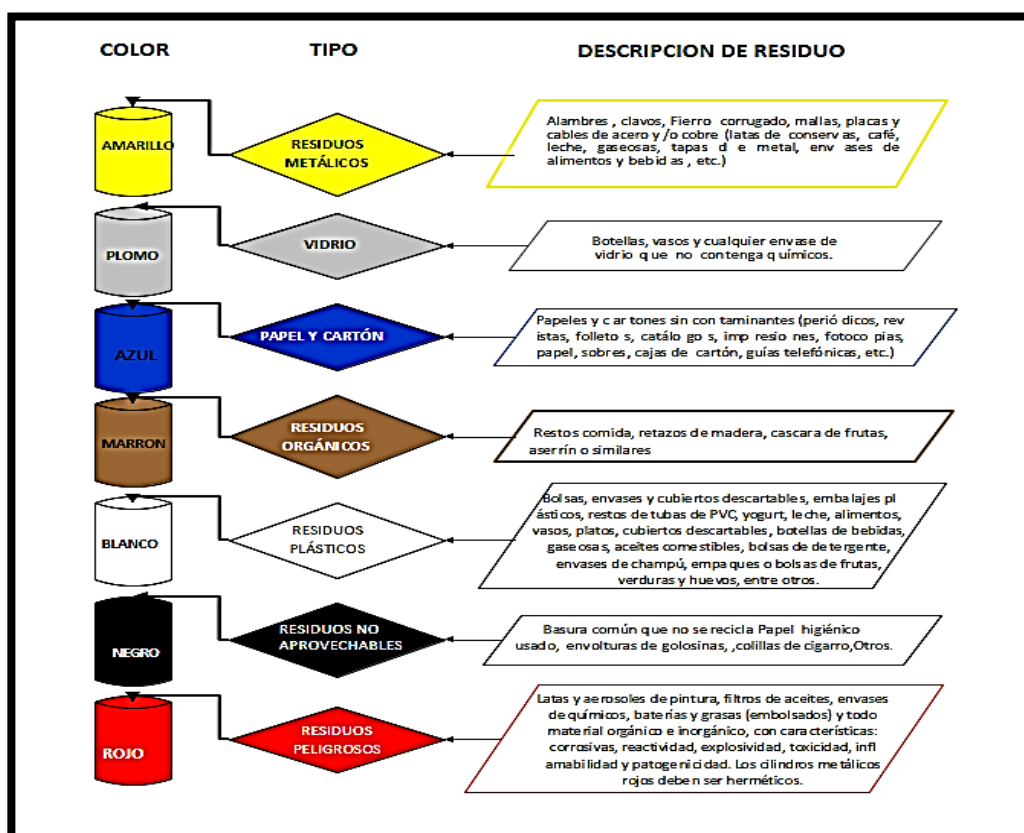 COLOR TIPO DESCRIPCION DE RESIDUO
AMARILLO
RESIDUOS
METÁLICOS
Alambres , clavos, Fierro corrugado, mallas, placas y
cables de acero y /o cobre (latas de conserv as, café,
leche, gaseosas, tapas d e metal, env ases de
alimentos y bebidas , etc.)
PLOMO
VIDRIO
Botellas, vasos y cualquier envase de
vidrio que no contenga químicos.
AZUL
PAPEL Y CARTÓN
Papeles y c ar tones sin con taminantes (perió dicos, rev
istas, folleto s, catálo go s, imp resio nes, fotoco pias,
papel, sobres, cajas de cartón, guías telefónicas, etc.)
MARRON
RESIDUOS
ORGÁNICOS
Restos comida, retazos de madera, cascara de frutas,
aserrín o similares
BLANCO
RESIDUOS
PLÁSTICOS
Bolsas, envases y cubiertos descartables, embalajes pl
ásticos, restos de tubas de PVC, yogurt, leche, alimentos,
vasos, platos, cubiertos descartables, botellas de bebidas,
gaseosas, aceites comestibles, bolsas de detergente,
envases de champú, empaques o bolsas de frutas,
verduras y huevos, entre otros.
NEGRO
RESIDUOS NO
APROVECHABLES
Basura común que no se recicla Papel higiénico
usado, envolturas de golosinas, ,colillas de cigarro,Otros.
ROJO
RESIDUOS
PELIGROSOS
Latas y aerosoles de pintura, filtros de aceites, envases
de químicos, baterías y grasas (embolsados) y todo
material orgánico e inorgánico, con características:
corrosivas, reactividad, explosividad, toxicidad, infl
amabilidad y patogenicidad. Los cilindros metálicos
rojos deben ser herméticos.